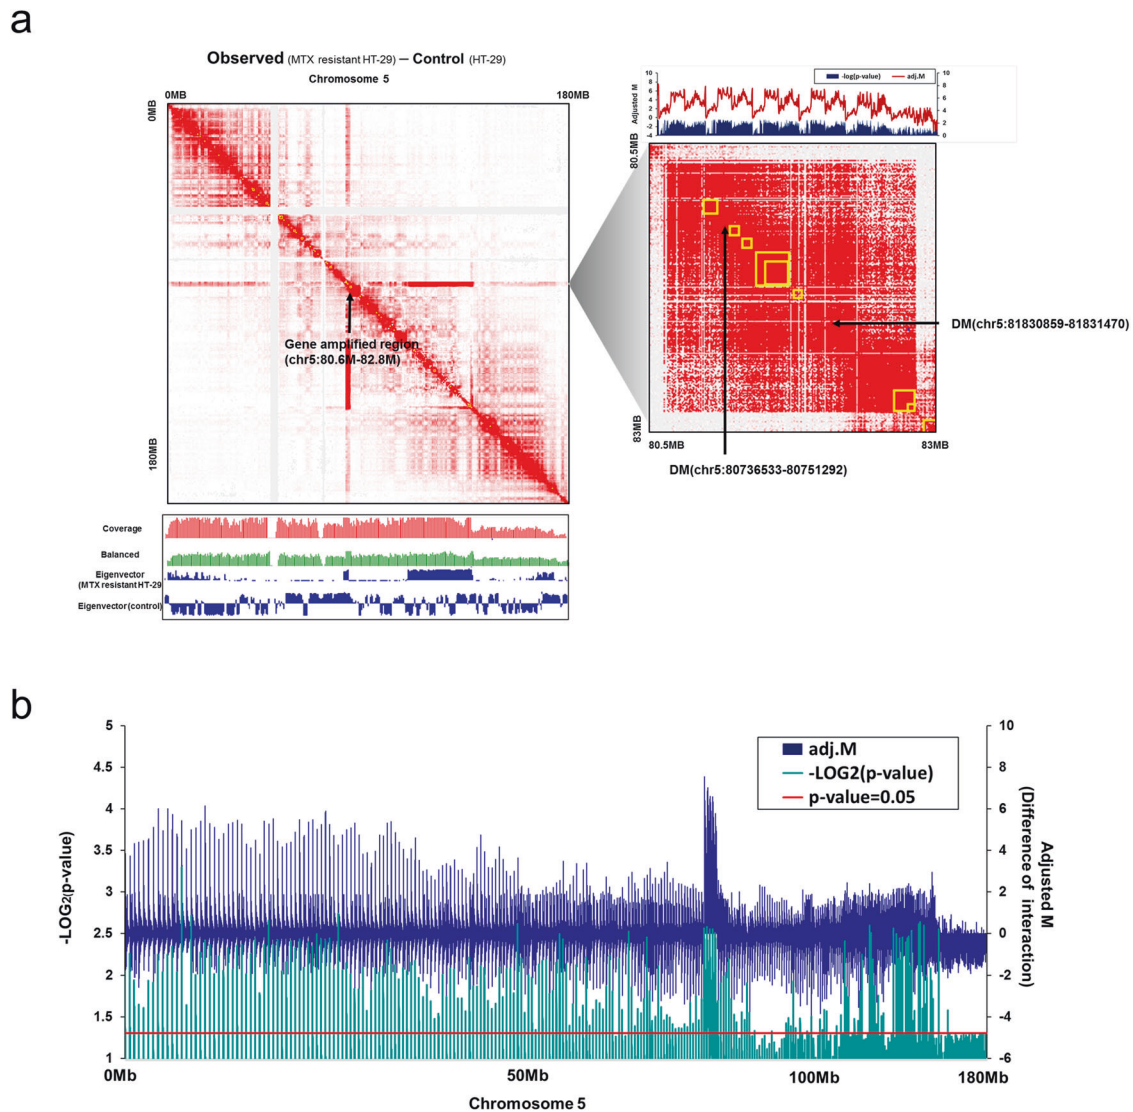 a
Observed (MTX resistant HT-29) — Control (HT-29)
Chromosome 5
0MB
180MB
0MB
180MB
Gene amplified region
(chr5:80.6M-82.8M)
Coverage
Balanced
Eigenvector
(MTX resistant HT-29
Eigenvector(control)
-log(p-value)
adj.M
Adjusted M
10
8
6
4
2
0
-2
-4
10
8
6
4
2
0
80.5MB
83MB
80.5MB
83MB
DM(chr5:81830859-81831470)
DM(chr5:80736533-80751292)
b
adj.M
-LOG2(p-value)
p-value=0.05
-LOG2(p-value)
5
4.5
4
3.5
3
2.5
2
1.5
1
10
8
6
4
2
0
-2
-4
-6
Adjusted M
(Difference of interaction)
0Mb
50Mb
100Mb
180Mb
Chromosome 5